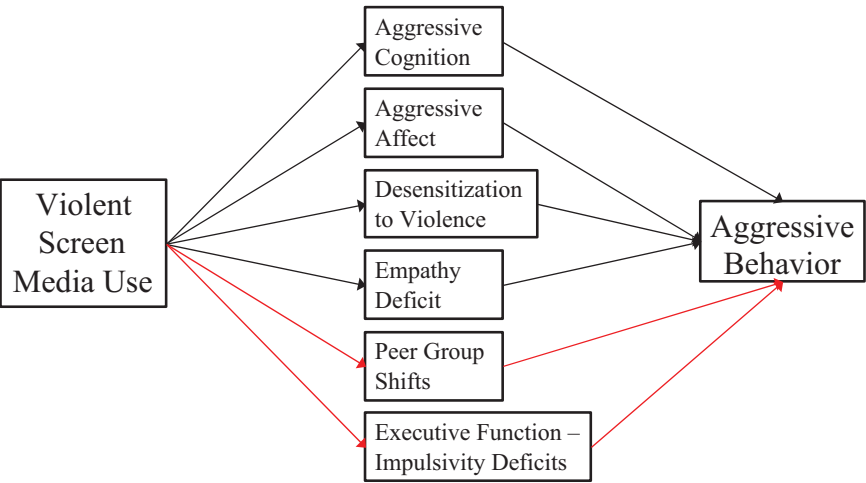 Violent
Screen
Media Use
Aggressive
Cognition
Aggressive
Affect
Desensitization
to Violence
Empathy
Deficit
Peer Group
Shifts
Executive Function –
Impulsivity Deficits
Aggressive
Behavior